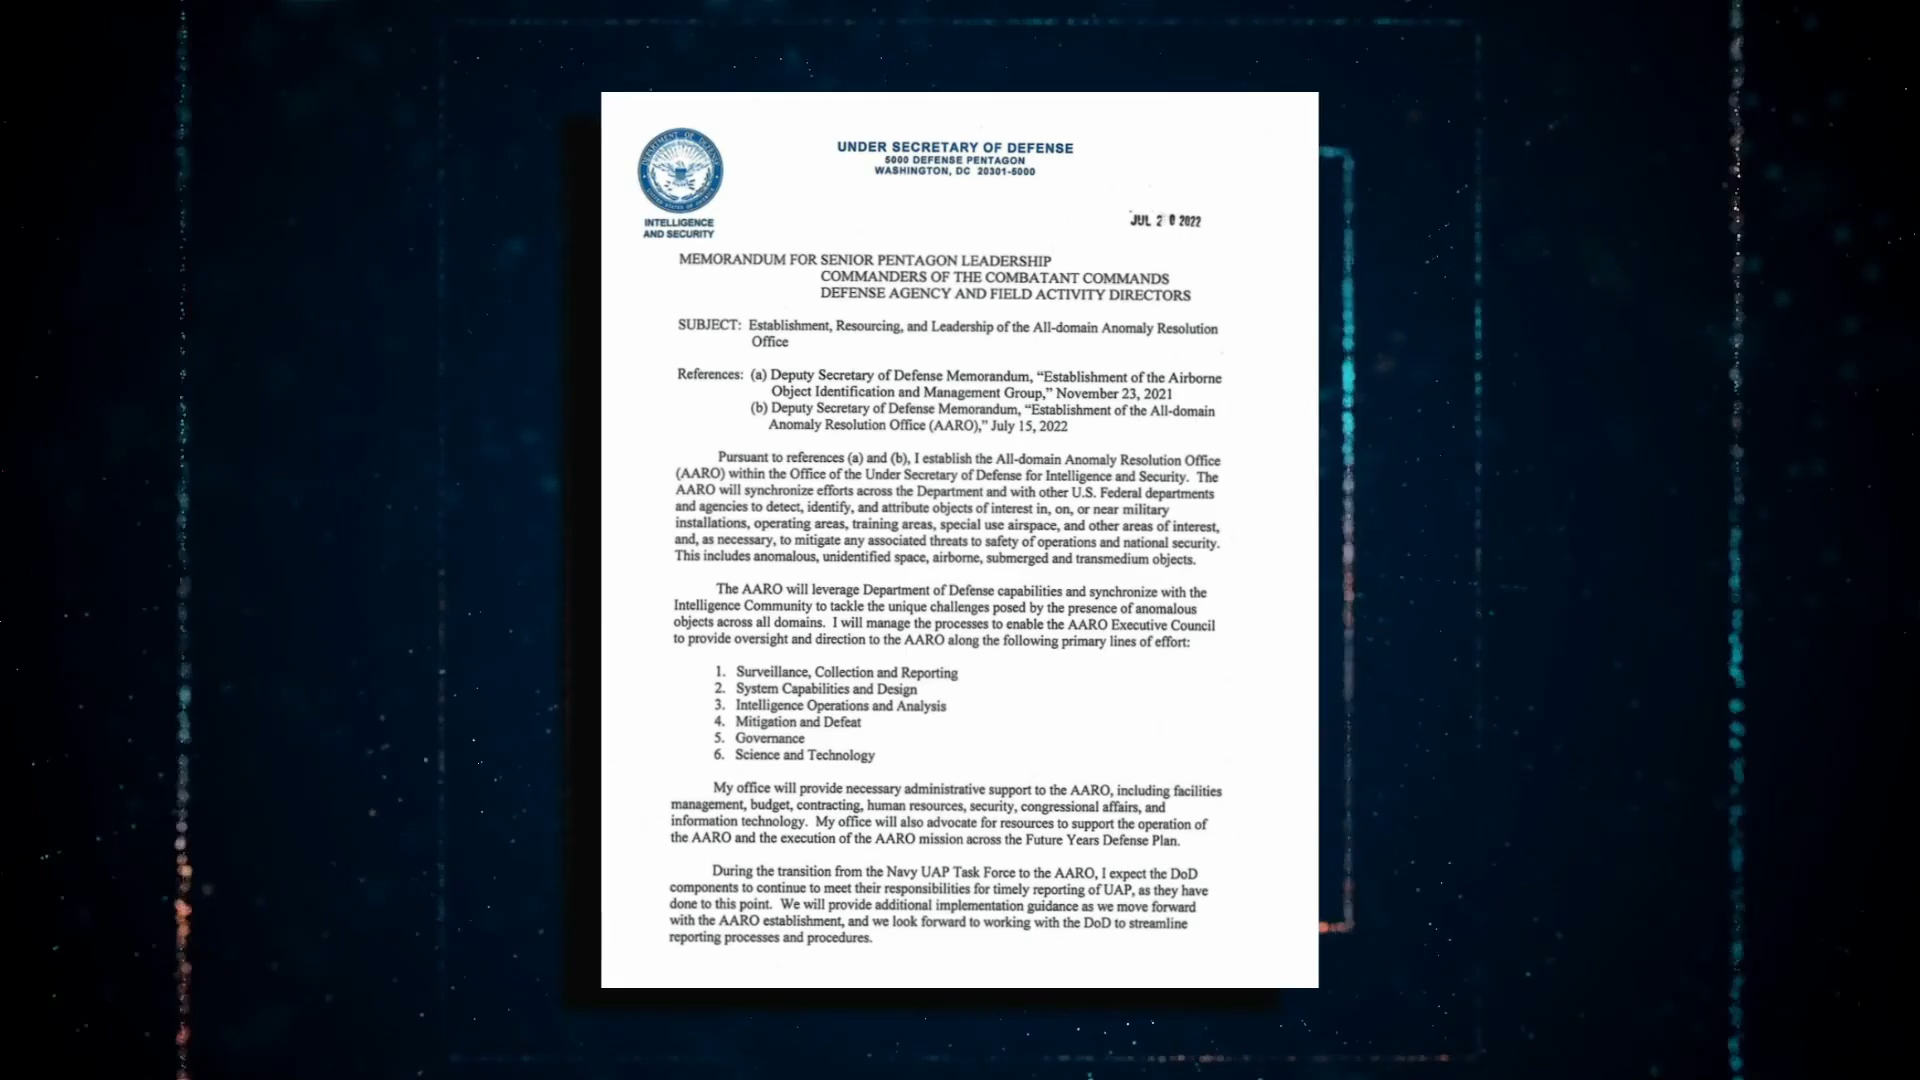 DEPARTMENT OF DEFENSE
UNITED STATES OF AMERICA
INTELLIGENCE
AND SECURITY
UNDER SECRETARY OF DEFENSE
5000 DEFENSE PENTAGON
WASHINGTON, DC 20301-5000
JUL 20 2022
MEMORANDUM FOR SENIOR PENTAGON LEADERSHIP
COMMANDERS OF THE COMBATANT COMMANDS
DEFENSE AGENCY AND FIELD ACTIVITY DIRECTORS
SUBJECT: Establishment, Resourcing, and Leadership of the All-domain Anomaly Resolution
Office
References: (a) Deputy Secretary of Defense Memorandum, “Establishment of the Airborne
Object Identification and Management Group,” November 23, 2021
(b) Deputy Secretary of Defense Memorandum, “Establishment of the All-domain
Anomaly Resolution Office (AARO),” July 15, 2022
Pursuant to references (a) and (b), I establish the All-domain Anomaly Resolution Office
(AARO) within the Office of the Under Secretary of Defense for Intelligence and Security. The
AARO will synchronize efforts across the Department and with other U.S. Federal departments
and agencies to detect, identify, and attribute objects of interest in, on, or near military
installations, operating areas, training areas, special use airspace, and other areas of interest,
and, as necessary, to mitigate any associated threats to safety of operations and national security.
This includes anomalous, unidentified space, airborne, submerged and transmedium objects.
The AARO will leverage Department of Defense capabilities and synchronize with the
Intelligence Community to tackle the unique challenges posed by the presence of anomalous
objects across all domains. I will manage the processes to enable the AARO Executive Council
to provide oversight and direction to the AARO along the following primary lines of effort:
1. Surveillance, Collection and Reporting
2. System Capabilities and Design
3. Intelligence Operations and Analysis
4. Mitigation and Defeat
5. Governance
6. Science and Technology
My office will provide necessary administrative support to the AARO, including facilities
management, budget, contracting, human resources, security, congressional affairs, and
information technology. My office will also advocate for resources to support the operation of
the AARO and the execution of the AARO mission across the Future Years Defense Plan.
During the transition from the Navy UAP Task Force to the AARO, I expect the DoD
components to continue to meet their responsibilities for timely reporting of UAP, as they have
done to this point. We will provide additional implementation guidance as we move forward
with the AARO establishment, and we look forward to working with the DoD to streamline
reporting processes and procedures.